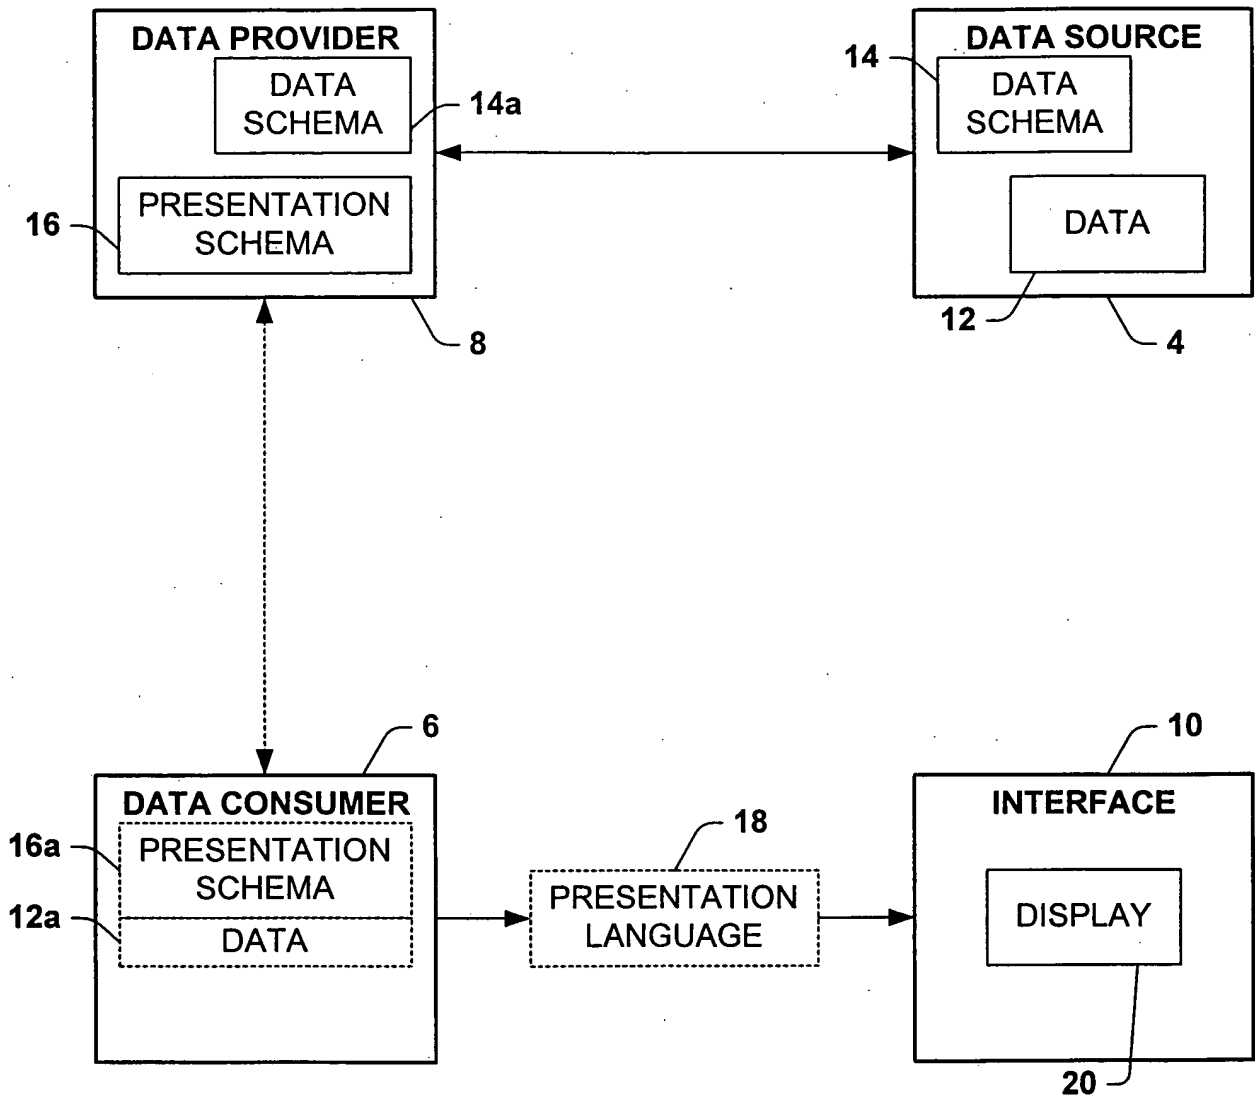 DATA PROVIDER
DATA
SCHEMA
14a
PRESENTATION
SCHEMA
16
8
DATA SOURCE
14
DATA
SCHEMA
DATA
12
4
6
DATA CONSUMER
16a
PRESENTATION
SCHEMA
12a
DATA
18
PRESENTATION
LANGUAGE
10
INTERFACE
DISPLAY
20